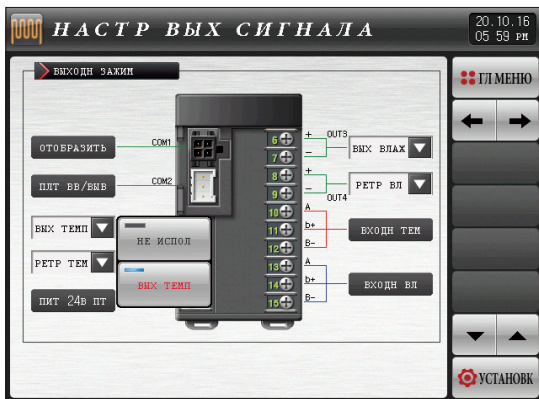 НАСТР ВЫХ СИГНАЛА
20.10.16
05 59 PM
ВЫХОДН ЗАЖИМ
ГЛ МЕНЮ
ОТОБРАЗИТЬ
COM1
6
+
OUT3
ВЫХ ВЛАЖ
7
-
ПЛТ ВВ/ВЫВ
COM2
8
+
РЕТР ВЛ
9
-
OUT4
ВЫХ ТЕМП
НЕ ИСПОЛ
10
A
11
b+
ВХОДН ТЕМ
12
B-
РЕТР ТЕМ
ВЫХ ТЕМП
13
A
14
b+
ВХОДН ВЛ
15
B-
ПИТ 24В ПТ
УСТАНОВК